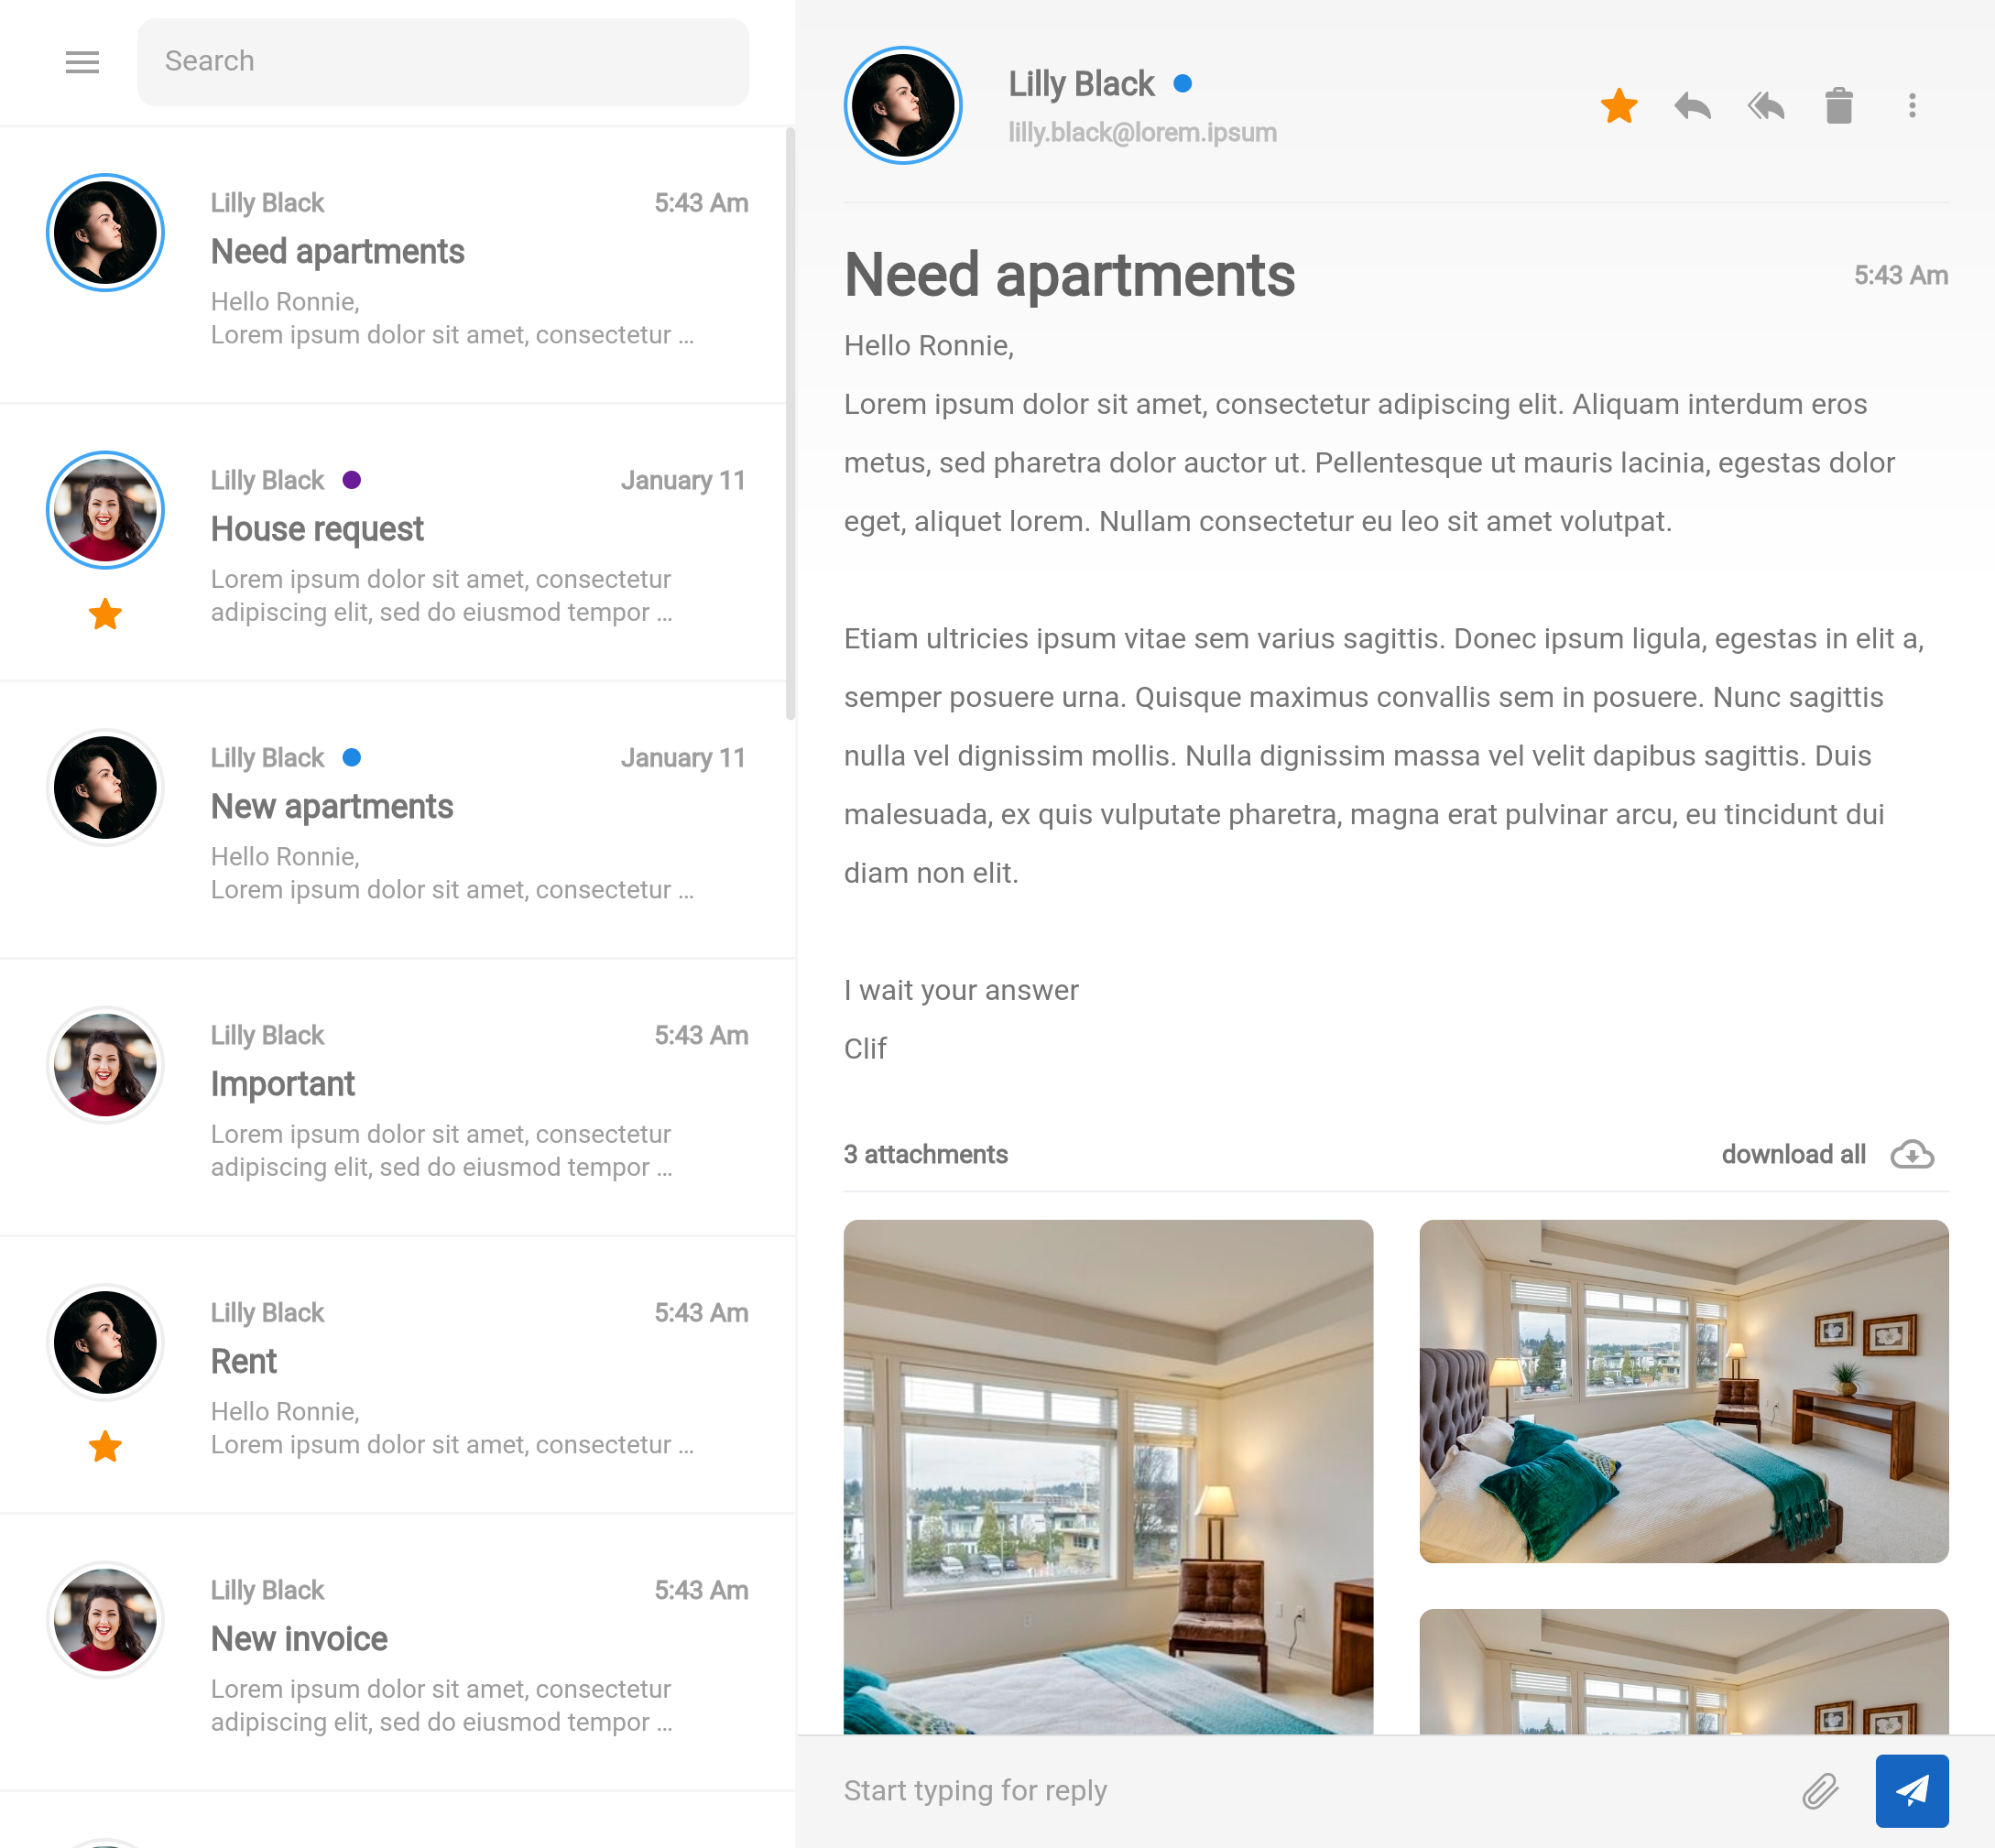 Search
Lilly Black
5:43 Am
Need apartments
Hello Ronnie,
Lorem ipsum dolor sit amet, consectetur ...
Lilly Black
January 11
House request
Lorem ipsum dolor sit amet, consectetur
adipiscing elit, sed do eiusmod tempor ...
Lilly Black
January 11
New apartments
Hello Ronnie,
Lorem ipsum dolor sit amet, consectetur ...
Lilly Black
5:43 Am
Important
Lorem ipsum dolor sit amet, consectetur
adipiscing elit, sed do eiusmod tempor ...
Lilly Black
5:43 Am
Rent
Hello Ronnie,
Lorem ipsum dolor sit amet, consectetur ...
Lilly Black
5:43 Am
New invoice
Lorem ipsum dolor sit amet, consectetur
adipiscing elit, sed do eiusmod tempor ...
Lilly Black
lilly.black@lorem.ipsum
Need apartments
5:43 Am
Hello Ronnie,
Lorem ipsum dolor sit amet, consectetur adipiscing elit. Aliquam interdum eros
metus, sed pharetra dolor auctor ut. Pellentesque ut mauris lacinia, egestas dolor
eget, aliquet lorem. Nullam consectetur eu leo sit amet volutpat.
Etiam ultricies ipsum vitae sem varius sagittis. Donec ipsum ligula, egestas in elit a,
semper posuere urna. Quisque maximus convallis sem in posuere. Nunc sagittis
nulla vel dignissim mollis. Nulla dignissim massa vel velit dapibus sagittis. Duis
malesuada, ex quis vulputate pharetra, magna erat pulvinar arcu, eu tincidunt dui
diam non elit.
I wait your answer
Clif
3 attachments
download all
Start typing for reply